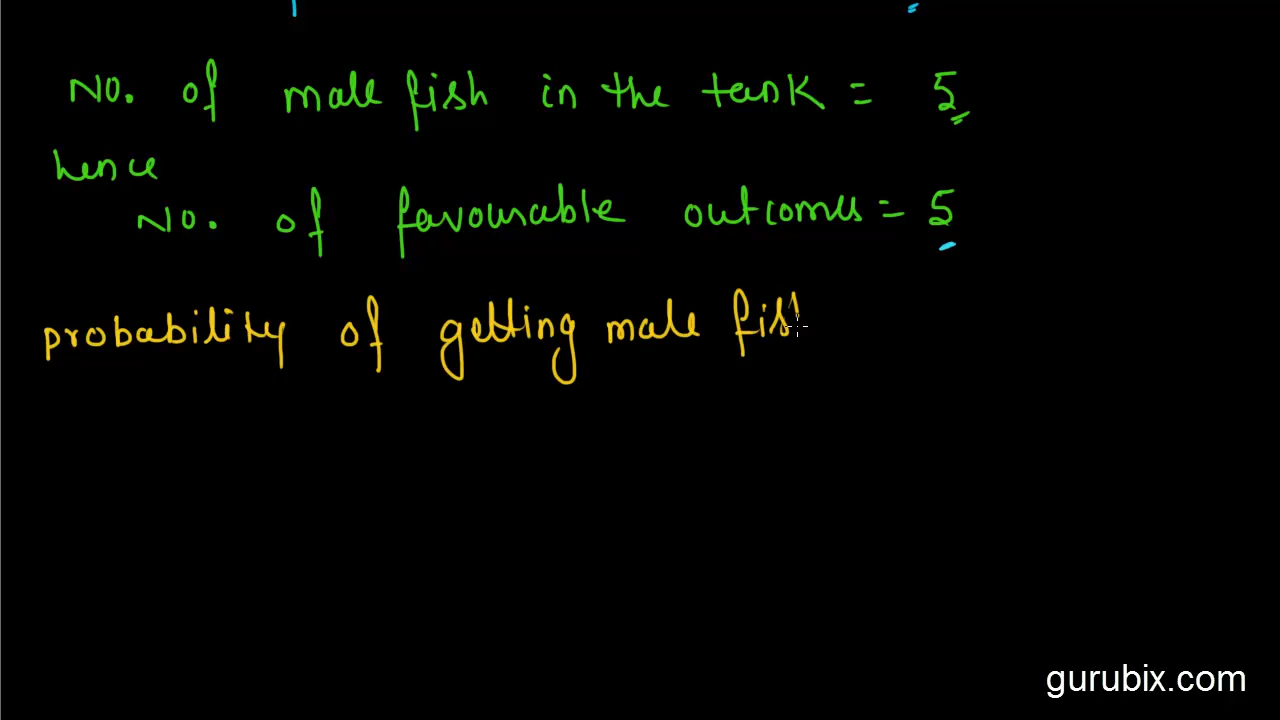 No. of male fish in the tank = 5
hence
No. of favourable outcomes = 5
probability of getting male fis
gurubix.com